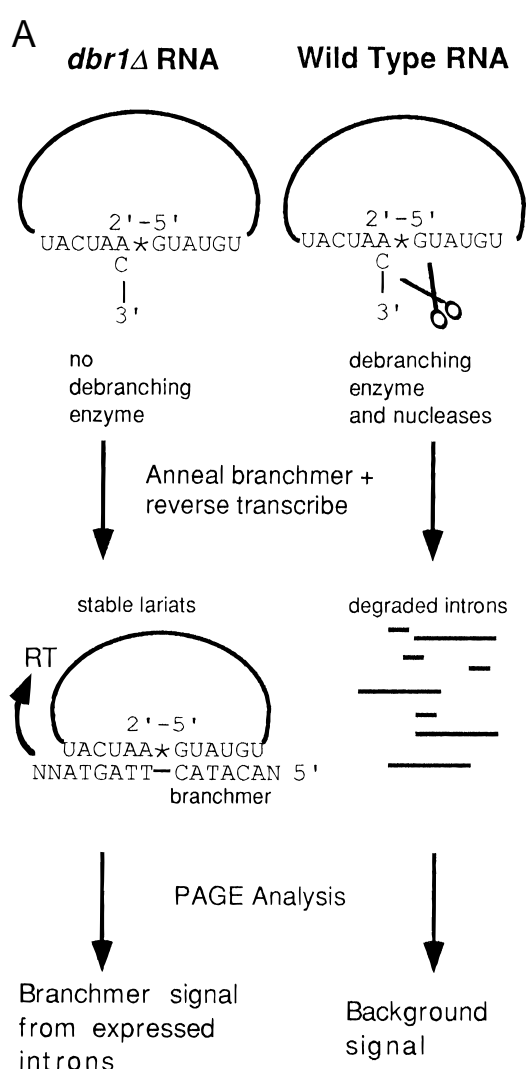 A
dbr1Δ RNA
Wild Type RNA
2'-5'
UACUAA*GUAUGU
C
3'
2'-5'
UACUAA*GUAUGU
C
3'
no
debranching
enzyme
debranching
enzyme
and nucleases
Anneal branchmer +
reverse transcribe
stable lariats
degraded introns
RT
2'-5'
UACUAA*GUAUGU
NNATGATT—CATACAN 5'
branchmer
PAGE Analysis
Branchmer signal
from expressed
introns
Background
signal